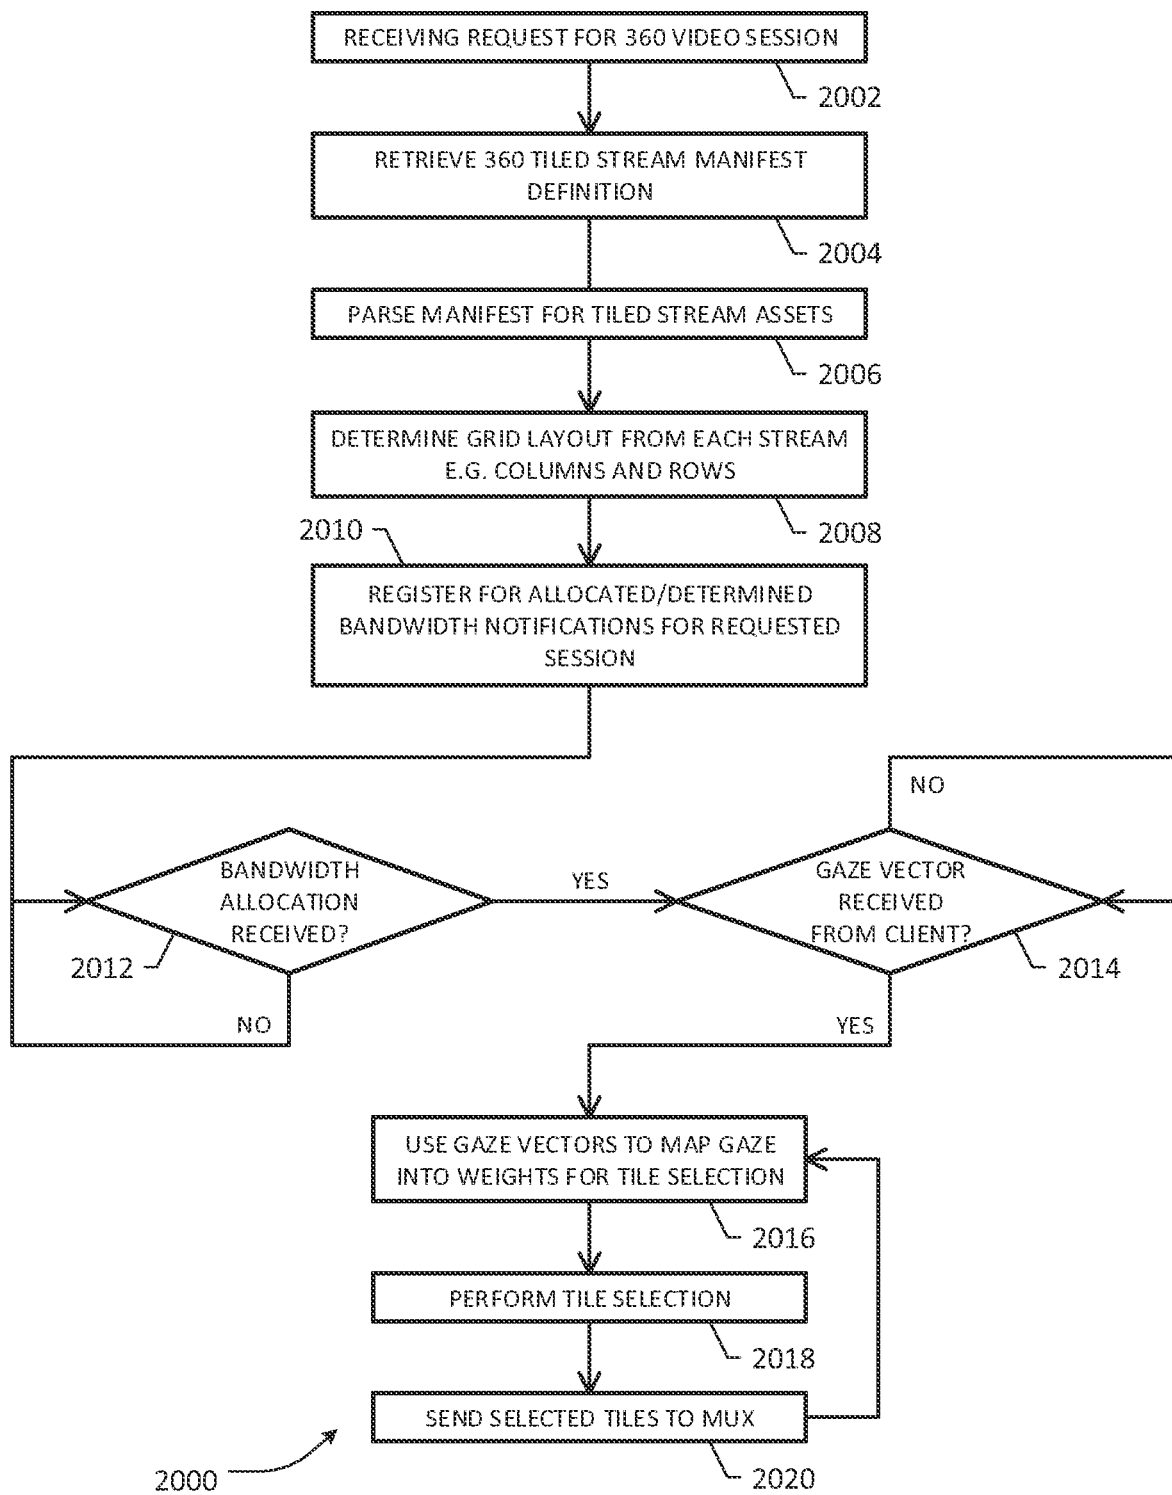 RECEIVING REQUEST FOR 360 VIDEO SESSION
2002
RETRIEVE 360 TILED STREAM MANIFEST
DEFINITION
2004
PARSE MANIFEST FOR TILED STREAM ASSETS
2006
DETERMINE GRID LAYOUT FROM EACH STREAM
E.G. COLUMNS AND ROWS
2008
2010
REGISTER FOR ALLOCATED/DETERMINED
BANDWIDTH NOTIFICATIONS FOR REQUESTED
SESSION
BANDWIDTH
ALLOCATION
RECEIVED?
2012
NO
YES
NO
GAZE VECTOR
RECEIVED
FROM CLIENT?
2014
YES
USE GAZE VECTORS TO MAP GAZE
INTO WEIGHTS FOR TILE SELECTION
2016
PERFORM TILE SELECTION
2018
SEND SELECTED TILES TO MUX
2020
2000